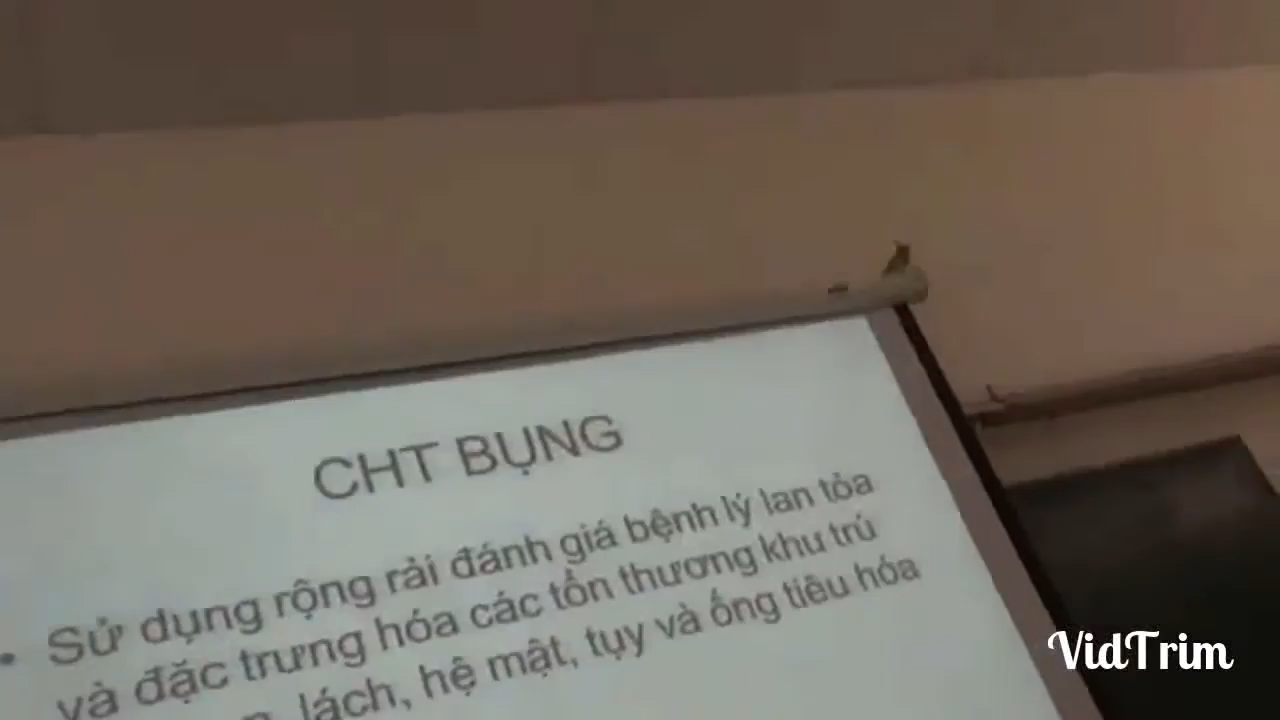 CHT BỤNG
• Sử dụng rộng rải đánh giá bệnh lý lan tỏa
và đặc trưng hóa các tổn thương khu trú
lách, hệ mật, tụy và ống tiêu hóa
VidTrim